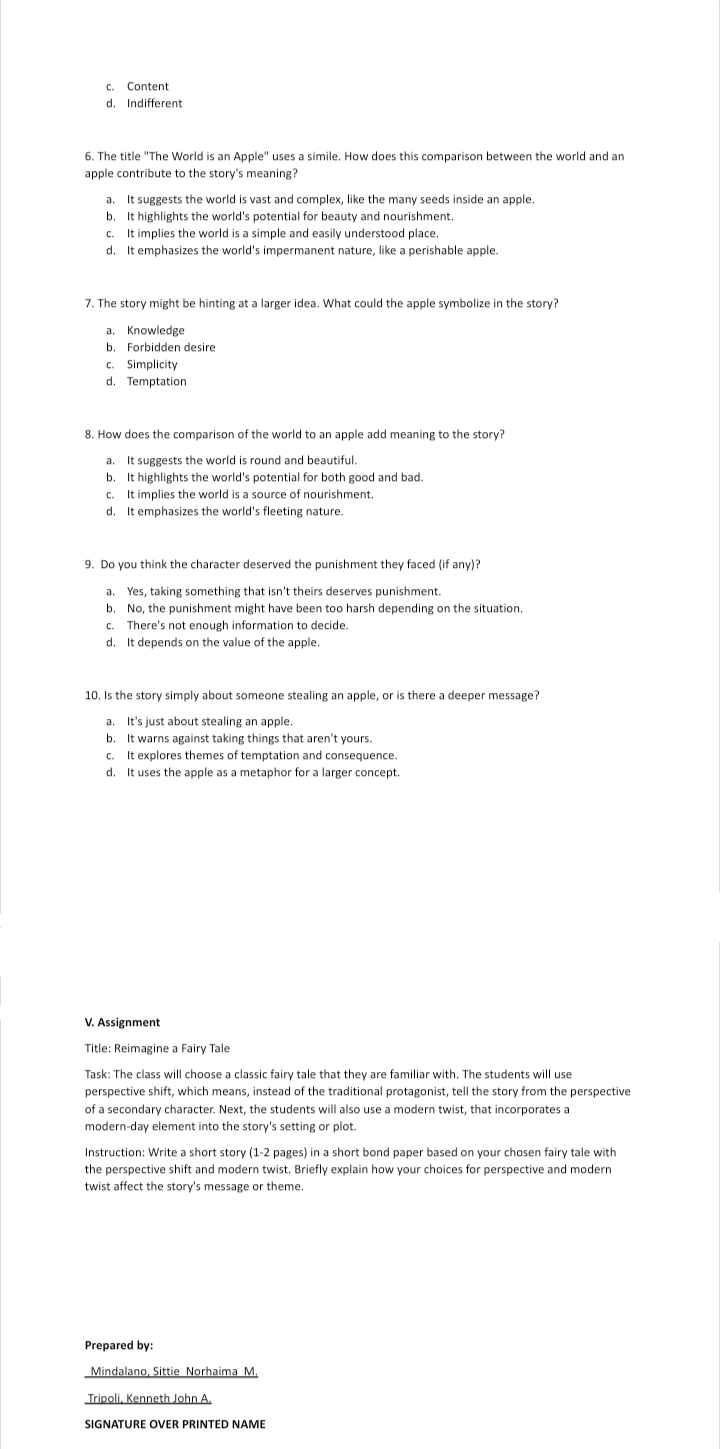 c. Content
d. Indifferent
6. The title "The World is an Apple" uses a simile. How does this comparison between the world and an
apple contribute to the story's meaning?
a. It suggests the world is vast and complex, like the many seeds inside an apple.
b. It highlights the world's potential for beauty and nourishment.
c. It implies the world is a simple and easily understood place.
d. It emphasizes the world's impermanent nature, like a perishable apple.
7. The story might be hinting at a larger idea. What could the apple symbolize in the story?
a. Knowledge
b. Forbidden desire
c. Simplicity
d. Temptation
8. How does the comparison of the world to an apple add meaning to the story?
a. It suggests the world is round and beautiful.
b. It highlights the world's potential for both good and bad.
c. It implies the world is a source of nourishment.
d. It emphasizes the world's fleeting nature.
9. Do you think the character deserved the punishment they faced (if any)?
a. Yes, taking something that isn't theirs deserves punishment.
b. No, the punishment might have been too harsh depending on the situation.
c. There's not enough information to decide.
d. It depends on the value of the apple.
10. Is the story simply about someone stealing an apple, or is there a deeper message?
a. It's just about stealing an apple.
b. It warns against taking things that aren't yours.
c. It explores themes of temptation and consequence.
d. It uses the apple as a metaphor for a larger concept.
V. Assignment
Title: Reimagine a Fairy Tale
Task: The class will choose a classic fairy tale that they are familiar with. The students will use
perspective shift, which means, instead of the traditional protagonist, tell the story from the perspective
of a secondary character. Next, the students will also use a modern twist, that incorporates a
modern-day element into the story's setting or plot.
Instruction: Write a short story (1-2 pages) in a short bond paper based on your chosen fairy tale with
the perspective shift and modern twist. Briefly explain how your choices for perspective and modern
twist affect the story's message or theme.
Prepared by:
Mindalano, Sittie Norhaima M.
Tripoli, Kenneth John A.
SIGNATURE OVER PRINTED NAME